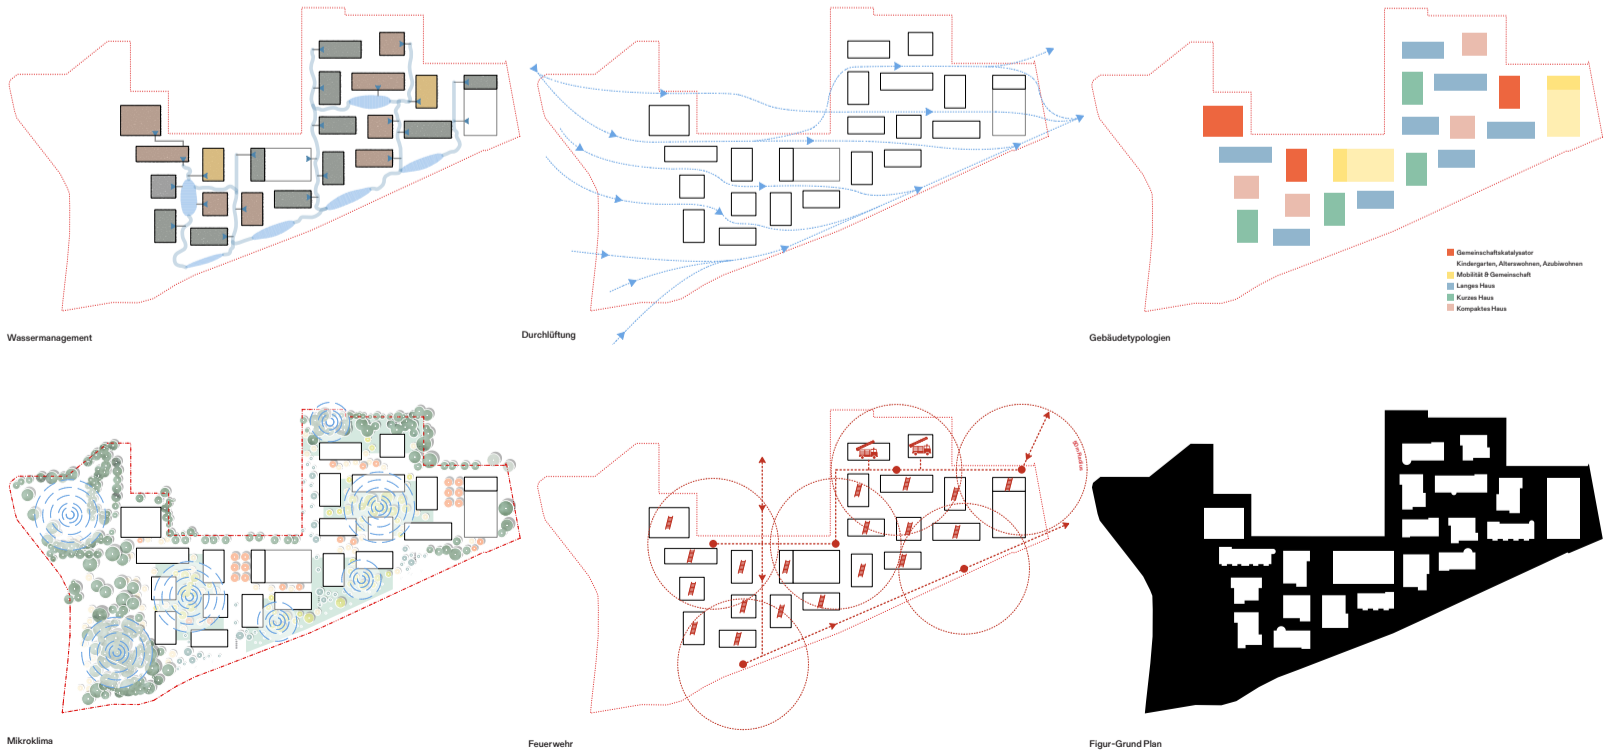 Wassermanagement
Durchlüftung
Gebäudetypologien
Gemeinschaftskatalysator
Kindergarten, Alterswohnen, Azubiwohnen
Mobilität & Gemeinschaft
Langes Haus
Kurzes Haus
Kompaktes Haus
Mikroklima
Feuerwehr
Figur-Grund Plan